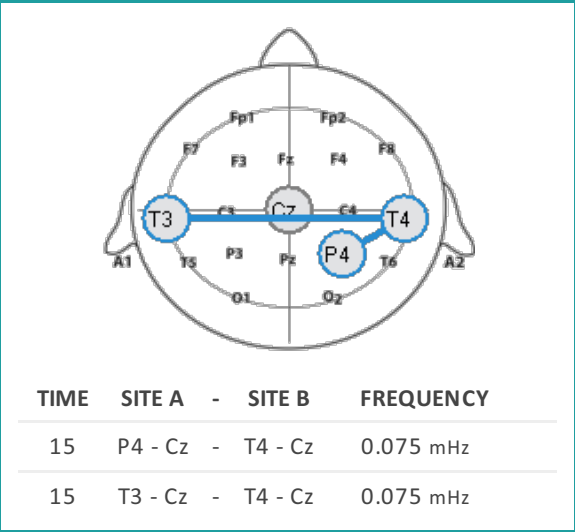 Fp1 Fp2
F7 F3 Fz F4 F8
T3 C3 Cz C4 T4
A1 T5 P3 Pz P4 T6 A2
O1 O2
TIME SITE A - SITE B FREQUENCY
15 P4 - Cz - T4 - Cz 0.075 mHz
15 T3 - Cz - T4 - Cz 0.075 mHz